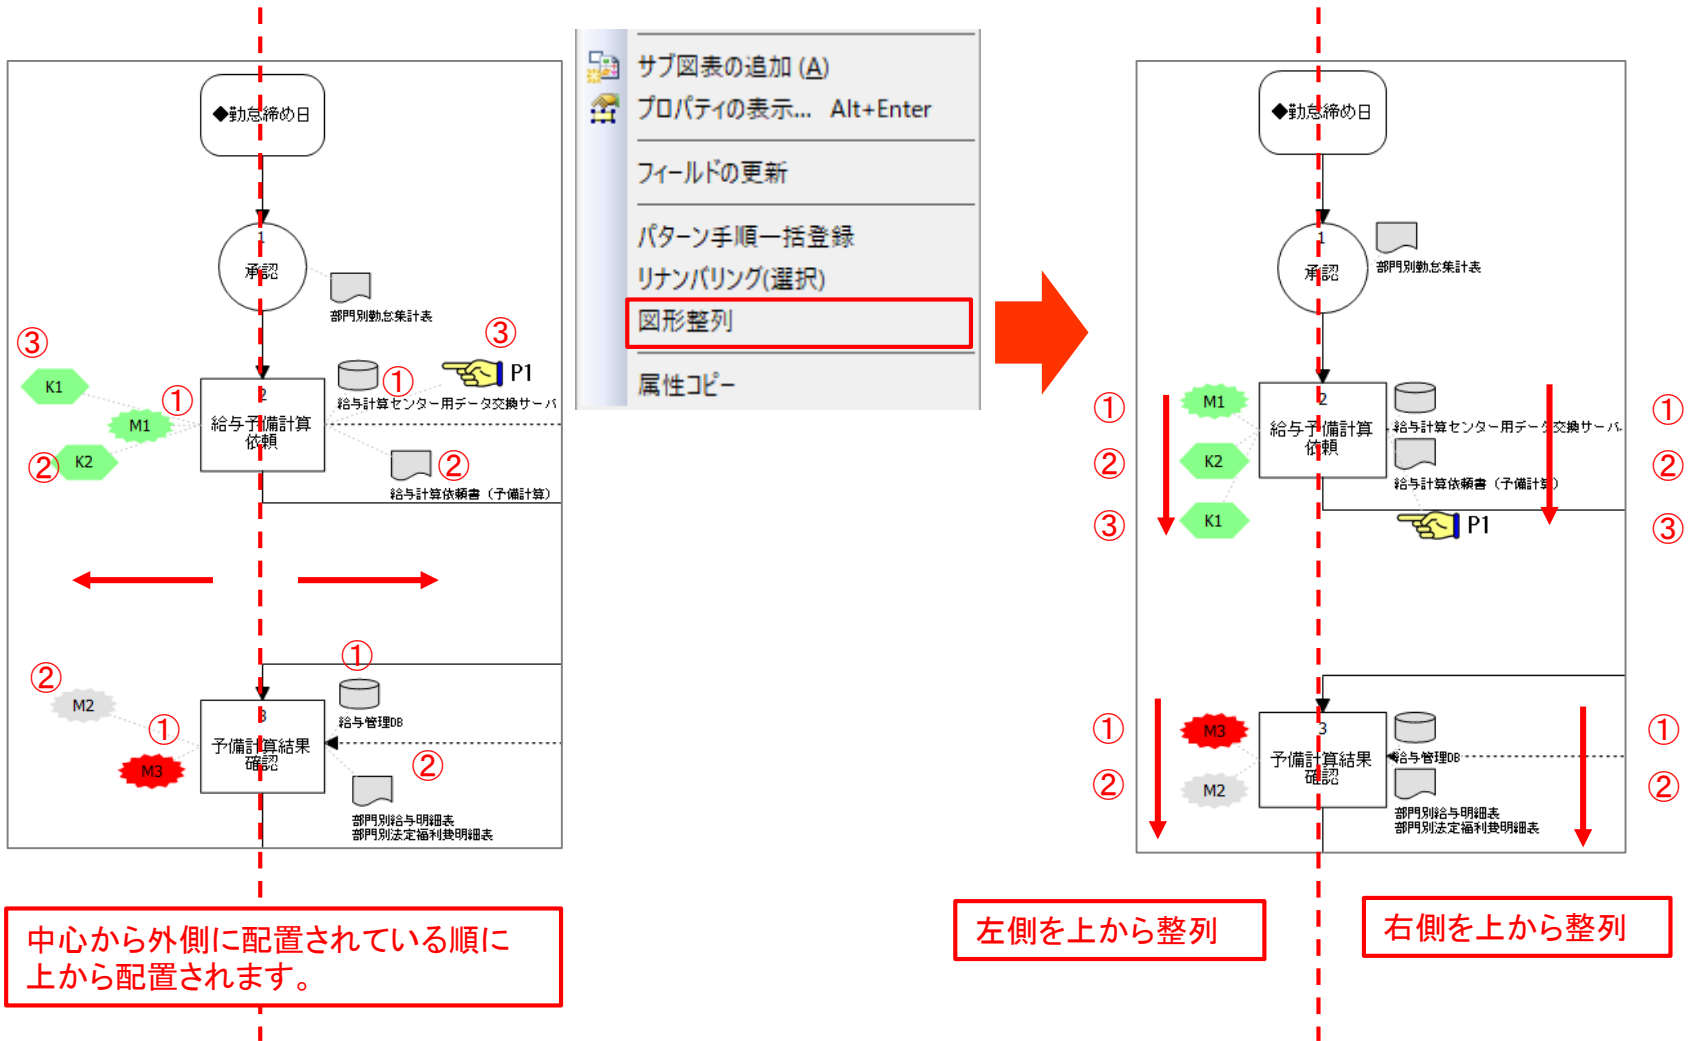 ◆勤怠締め日
1
承認
部門別勤怠集計表
③
③
K1
①
①
P1
2
給与計算センター用データ交換サーバ
M1
給与予備計算
依頼
②
K2
②
給与計算依頼書（予備計算）
①
②
M2
①
3
給与管理DB
予備計算結果
確認
②
M3
部門別給与明細表
部門別法定福利費明細表
中心から外側に配置されている順に
上から配置されます。
サブ図表の追加 (A)
プロパティの表示... Alt+Enter
フィールドの更新
パターン手順一括登録
リナンバリング(選択)
図形整列
属性コピー
◆勤怠締め日
1
承認
部門別勤怠集計表
①
M1
2
①
給与予備計算
依頼
給与計算センター用データ交換サーバ
②
K2
②
給与計算依頼書（予備計算）
③
K1
P1
③
①
M3
3
①
予備計算結果
確認
給与管理DB
②
M2
②
部門別給与明細表
部門別法定福利費明細表
左側を上から整列
右側を上から整列